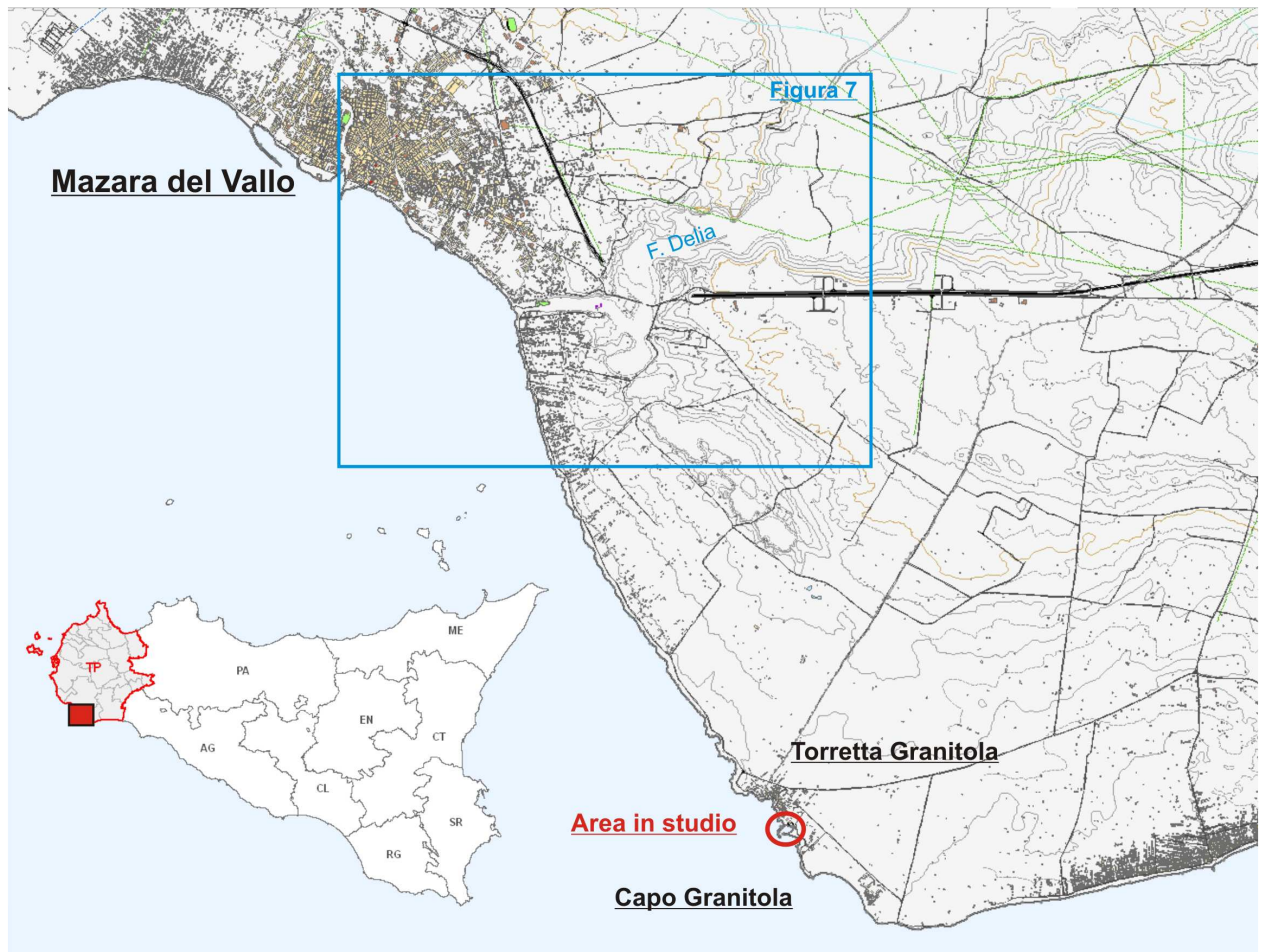 Figura 7
Mazara del Vallo
F. Delia
ME
TP
PA
EN
AG
CT
CL
SR
RG
Torretta Granitola
Area in studio
Capo Granitola